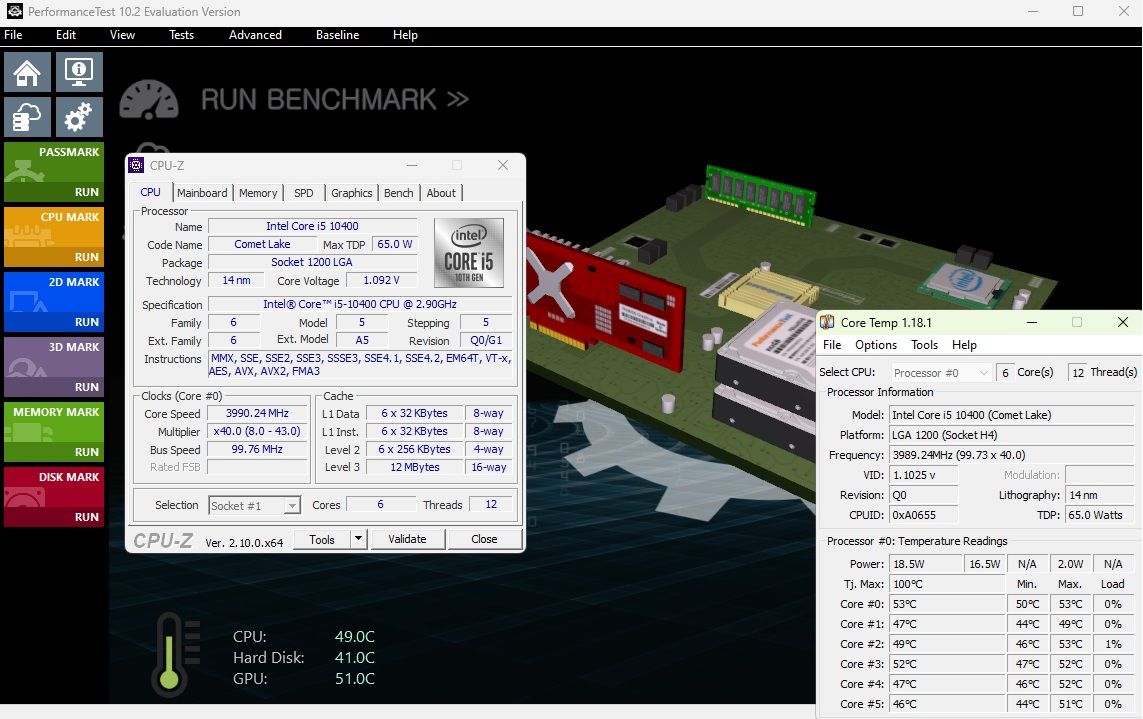 PerformanceTest 10.2 Evaluation Version
File Edit View Tests Advanced Baseline Help
RUN BENCHMARK >>
PASSMARK
RUN
CPU MARK
RUN
2D MARK
RUN
3D MARK
RUN
MEMORY MARK
RUN
DISK MARK
RUN
CPU-Z
CPU Mainboard Memory SPD Graphics Bench About
Processor
Name Intel Core i5 10400
Code Name Comet Lake Max TDP 65.0 W
Package Socket 1200 LGA
Technology 14 nm Core Voltage 1.092 V
intel
CORE i5
10TH GEN
Specification Intel® Core™ i5-10400 CPU @ 2.90GHz
Family 6 Model 5 Stepping 5
Ext. Family 6 Ext. Model A5 Revision Q0/G1
Instructions MMX, SSE, SSE2, SSE3, SSSE3, SSE4.1, SSE4.2, EM64T, VT-x,
AES, AVX, AVX2, FMA3
Clocks (Core #0)
Core Speed 3990.24 MHz
Multiplier x40.0 (8.0 - 43.0)
Bus Speed 99.76 MHz
Rated FSB
Cache
L1 Data 6 x 32 KBytes 8-way
L1 Inst. 6 x 32 KBytes 8-way
Level 2 6 x 256 KBytes 4-way
Level 3 12 MBytes 16-way
Selection Socket #1 Cores 6 Threads 12
CPU-Z Ver. 2.10.0.x64 Tools Validate Close
CPU: 49.0C
Hard Disk: 41.0C
GPU: 51.0C
Core Temp 1.18.1
File Options Tools Help
Select CPU: Processor #0 6 Core(s) 12 Thread(s)
Processor Information
Model: Intel Core i5 10400 (Comet Lake)
Platform: LGA 1200 (Socket H4)
Frequency: 3989.24MHz (99.73 x 40.0)
VID: 1.1025 v Modulation:
Revision: Q0 Lithography: 14 nm
CPUID: 0xA0655 TDP: 65.0 Watts
Processor #0: Temperature Readings
Power: 18.5W 16.5W N/A 2.0W N/A
Tj. Max: 100°C Min. Max. Load
Core #0: 53°C 50°C 53°C 0%
Core #1: 47°C 44°C 49°C 0%
Core #2: 49°C 46°C 53°C 1%
Core #3: 52°C 47°C 52°C 0%
Core #4: 47°C 46°C 52°C 0%
Core #5: 46°C 44°C 51°C 0%